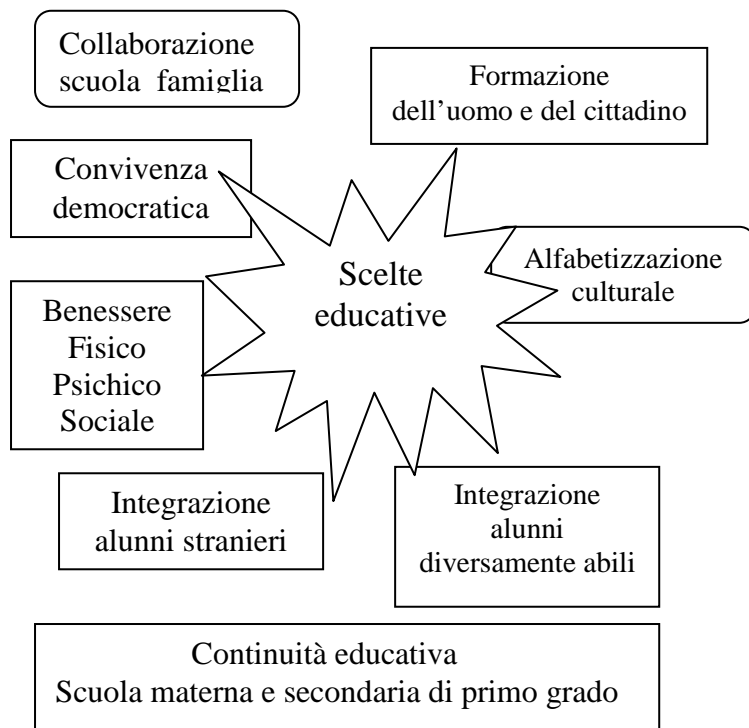 Collaborazione
scuola famiglia
Formazione
dell'uomo e del cittadino
Convivenza
democratica
Scelte
educative
Alfabetizzazione
culturale
Benessere
Fisico
Psichico
Sociale
Integrazione
alunni stranieri
Integrazione
alunni
diversamente abili
Continuità educativa
Scuola materna e secondaria di primo grado